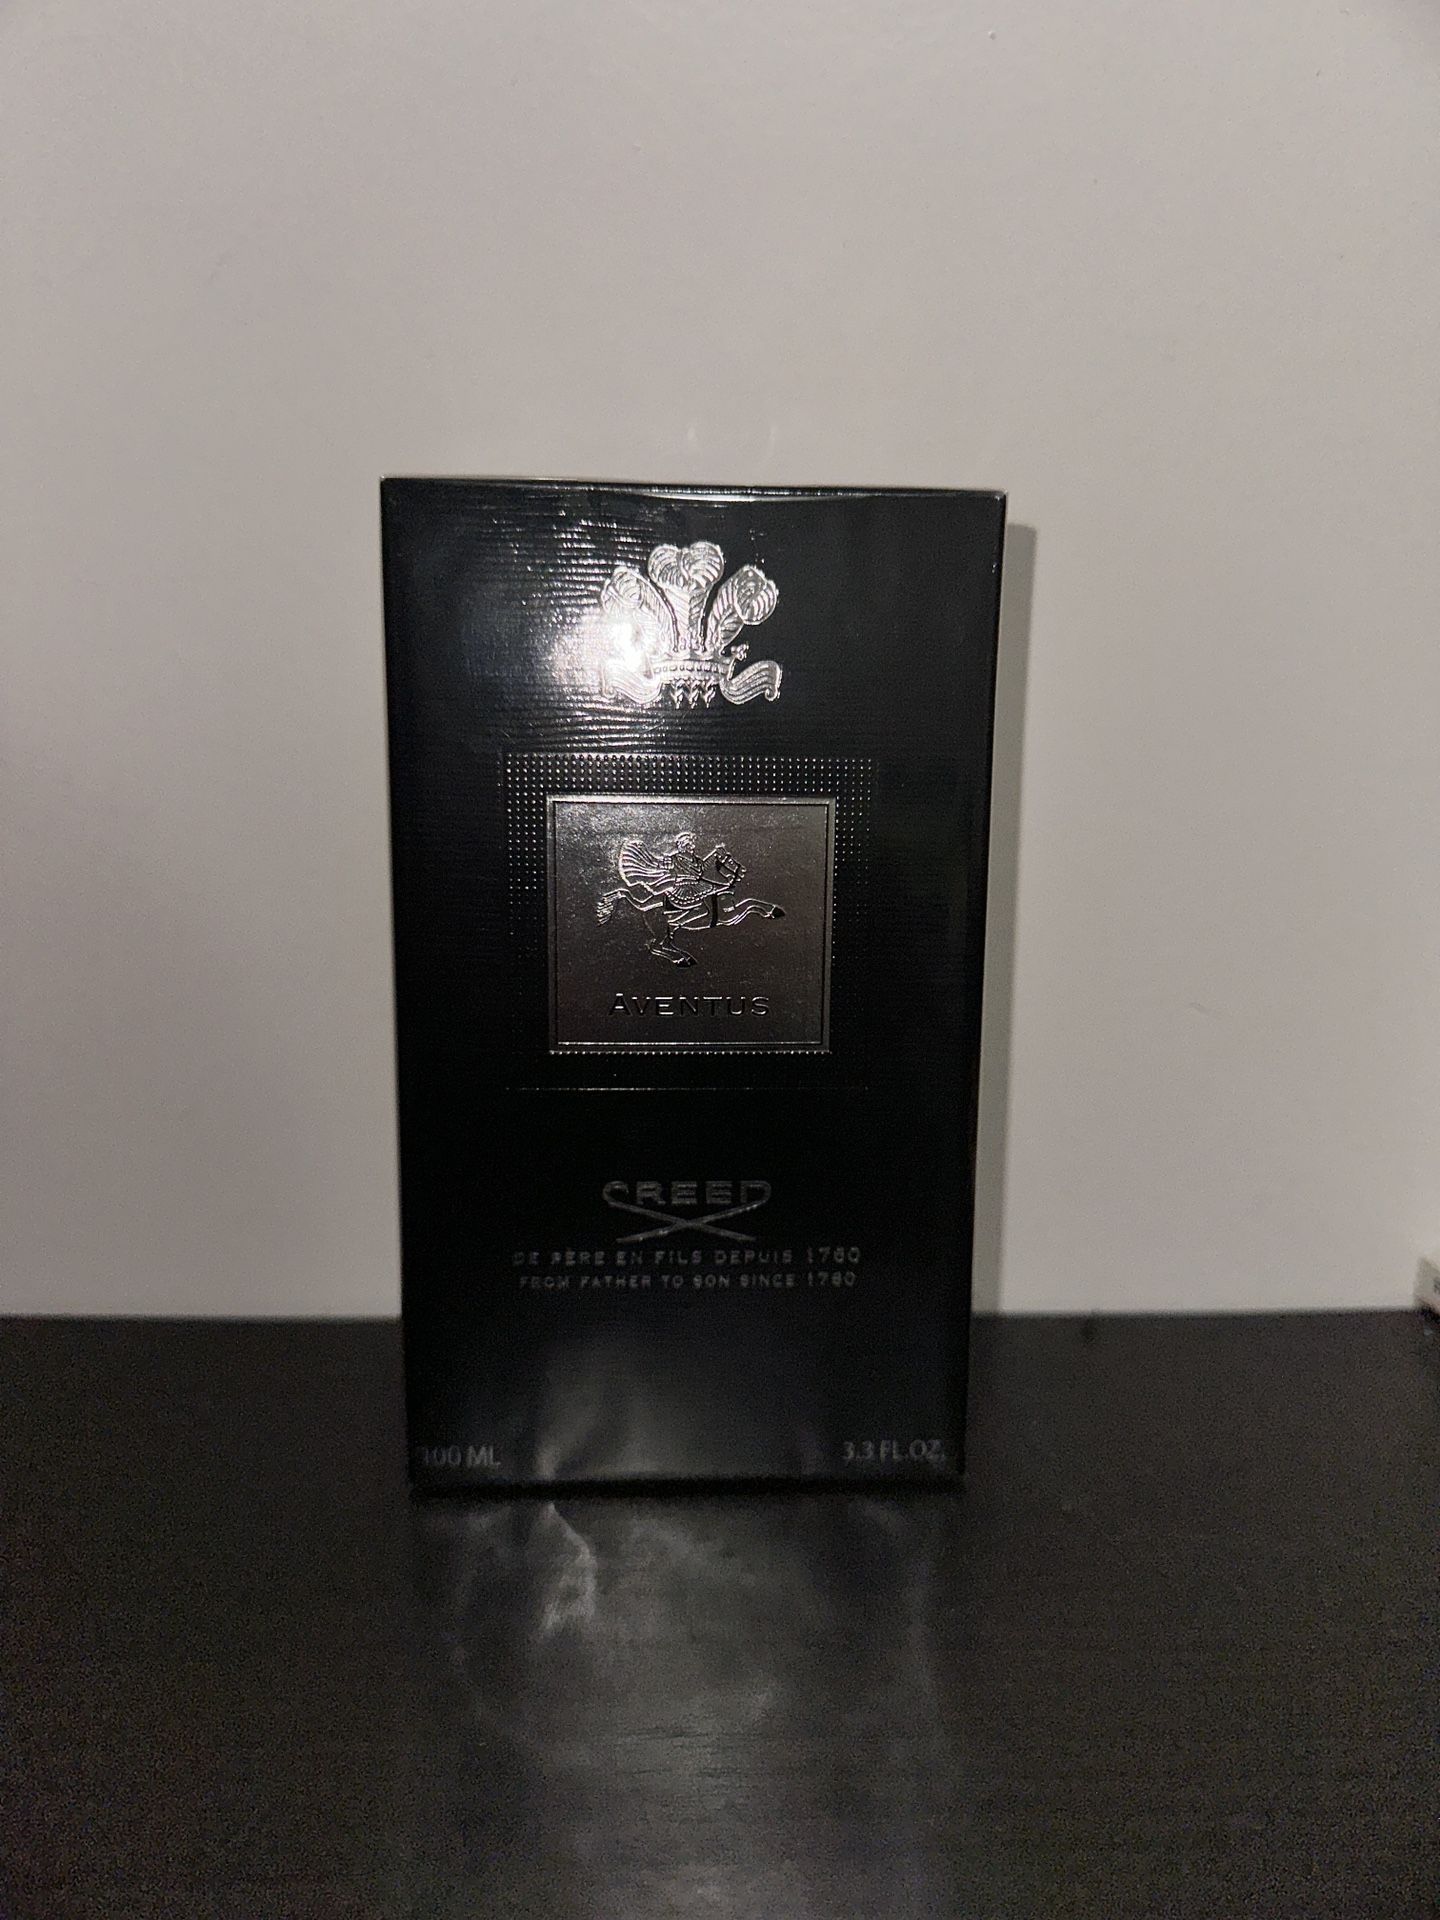 AVENTUS
CREED
DE PÈRE EN FILS DEPUIS 1760
FROM FATHER TO SON SINCE 1760
100 ML
3.3 FL.OZ.